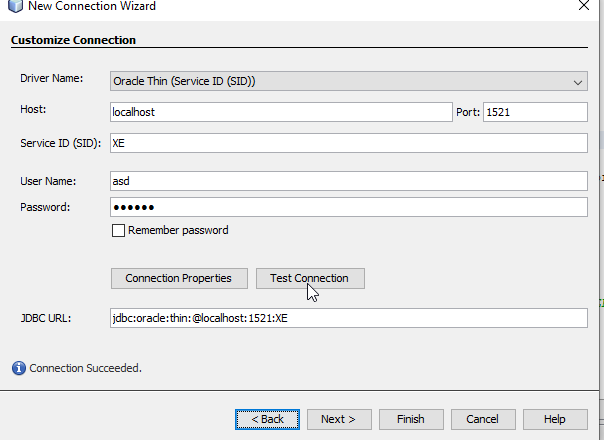 New Connection Wizard
Customize Connection
Driver Name: Oracle Thin (Service ID (SID))
Host: localhost Port: 1521
Service ID (SID): XE
User Name: asd
Password: ●●●●●●
Remember password
Connection Properties Test Connection
JDBC URL: jdbc:oracle:thin:@localhost:1521:XE
Connection Succeeded.
< Back Next > Finish Cancel Help